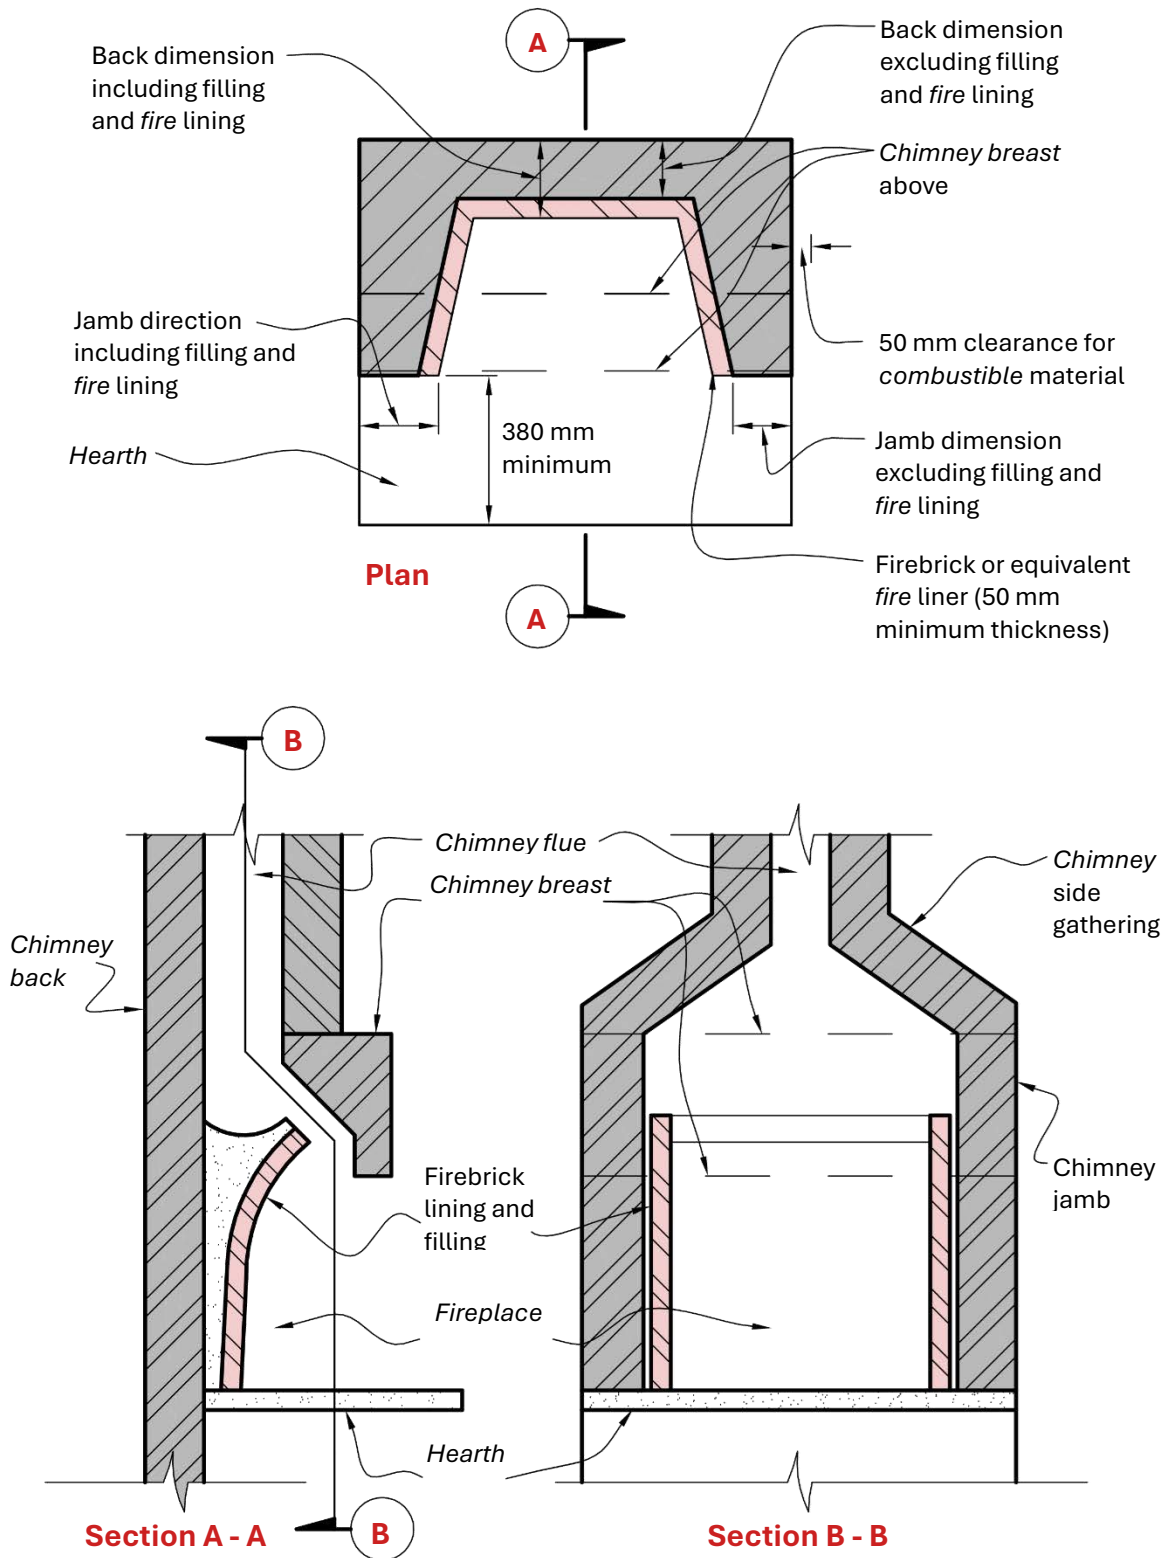 A
Back dimension
including filling
and fire lining
Back dimension
excluding filling
and fire lining
Chimney breast
above
Jamb direction
including filling and
fire lining
50 mm clearance for
combustible material
Hearth
380 mm
minimum
Jamb dimension
excluding filling and
fire lining
Plan
Firebrick or equivalent
fire liner (50 mm
minimum thickness)
A
B
Chimney flue
Chimney breast
Chimney
side
gathering
Chimney
back
Firebrick
lining and
filling
Chimney
jamb
Fireplace
Hearth
Section A - A
B
Section B - B